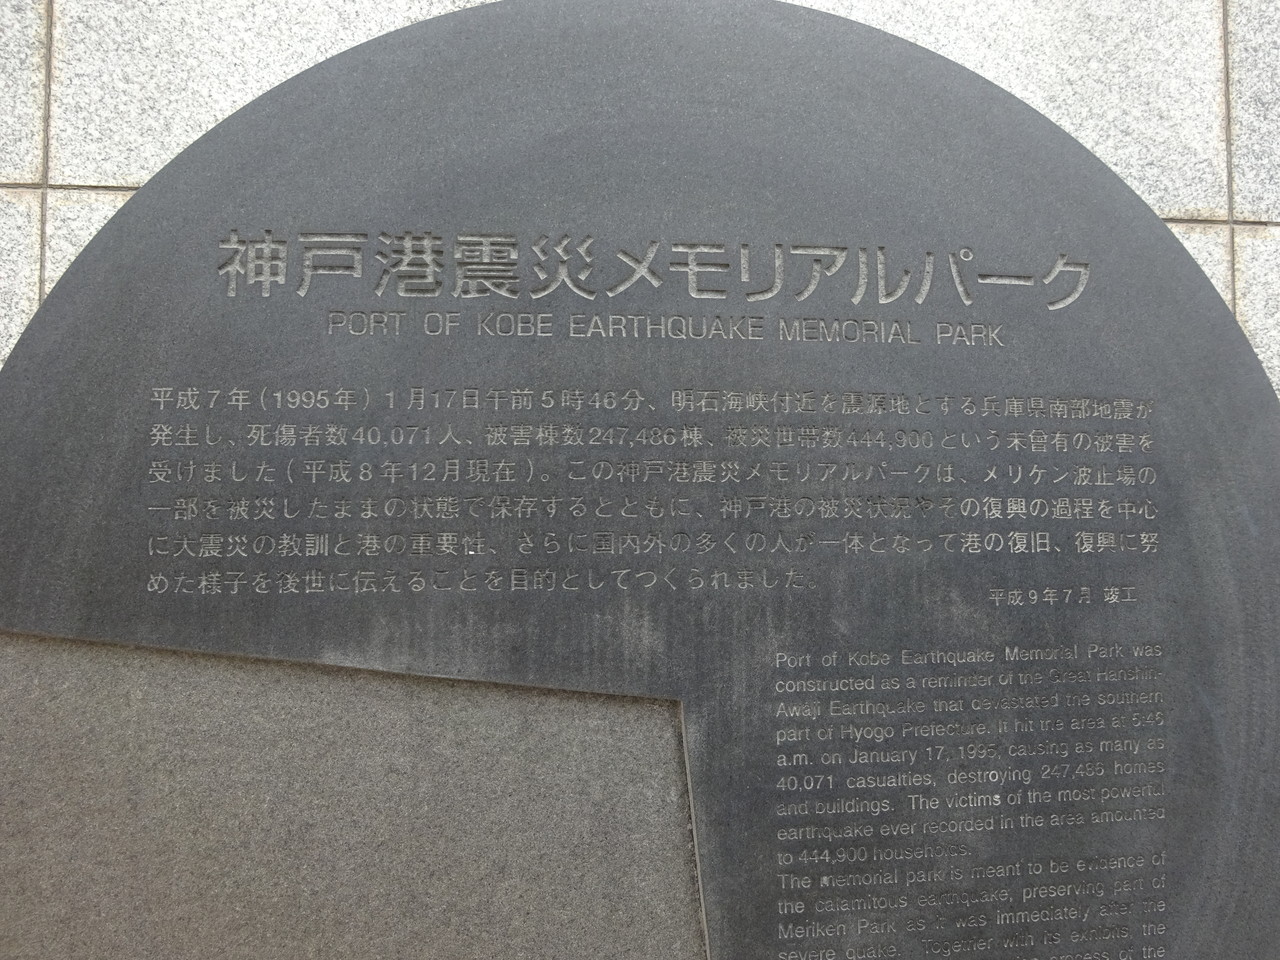 神戸港震災メモリアルパーク
PORT OF KOBE EARTHQUAKE MEMORIAL PARK
平成7年(1995年)1月17日午前5時46分、明石海峡付近を震源地とする兵庫県南部地震が
発生し、死傷者数40,071人、被害棟数247,486棟、被災世帯数444,900という未曾有の被害を
受けました(平成8年12月現在)。この神戸港震災メモリアルパークは、メリケン波止場の
一部を被災したままの状態で保存するとともに、神戸港の被災状況やその復興の過程を中心
に大震災の教訓と港の重要性、さらに国内外の多くの人が一体となって港の復旧、復興に努
めた様子を後世に伝えることを目的としてつくられました。
平成9年7月 竣工
Port of Kobe Earthquake Memorial Park was
constructed as a reminder of the Great Hanshin-
Awaji Earthquake that devastated the southern
part of Hyogo Prefecture. It hit the area at 5:46
a.m. on January 17, 1995, causing as many as
40,071 casualties, destroying 247,486 homes
and buildings. The victims of the most powerful
earthquake ever recorded in the area amounted
to 444,900 households.
The memorial park is meant to be evidence of
the calamitous earthquake, preserving part of
Meriken Park as it was immediately after the
severe quake. Together with its exhibits, the
process of the